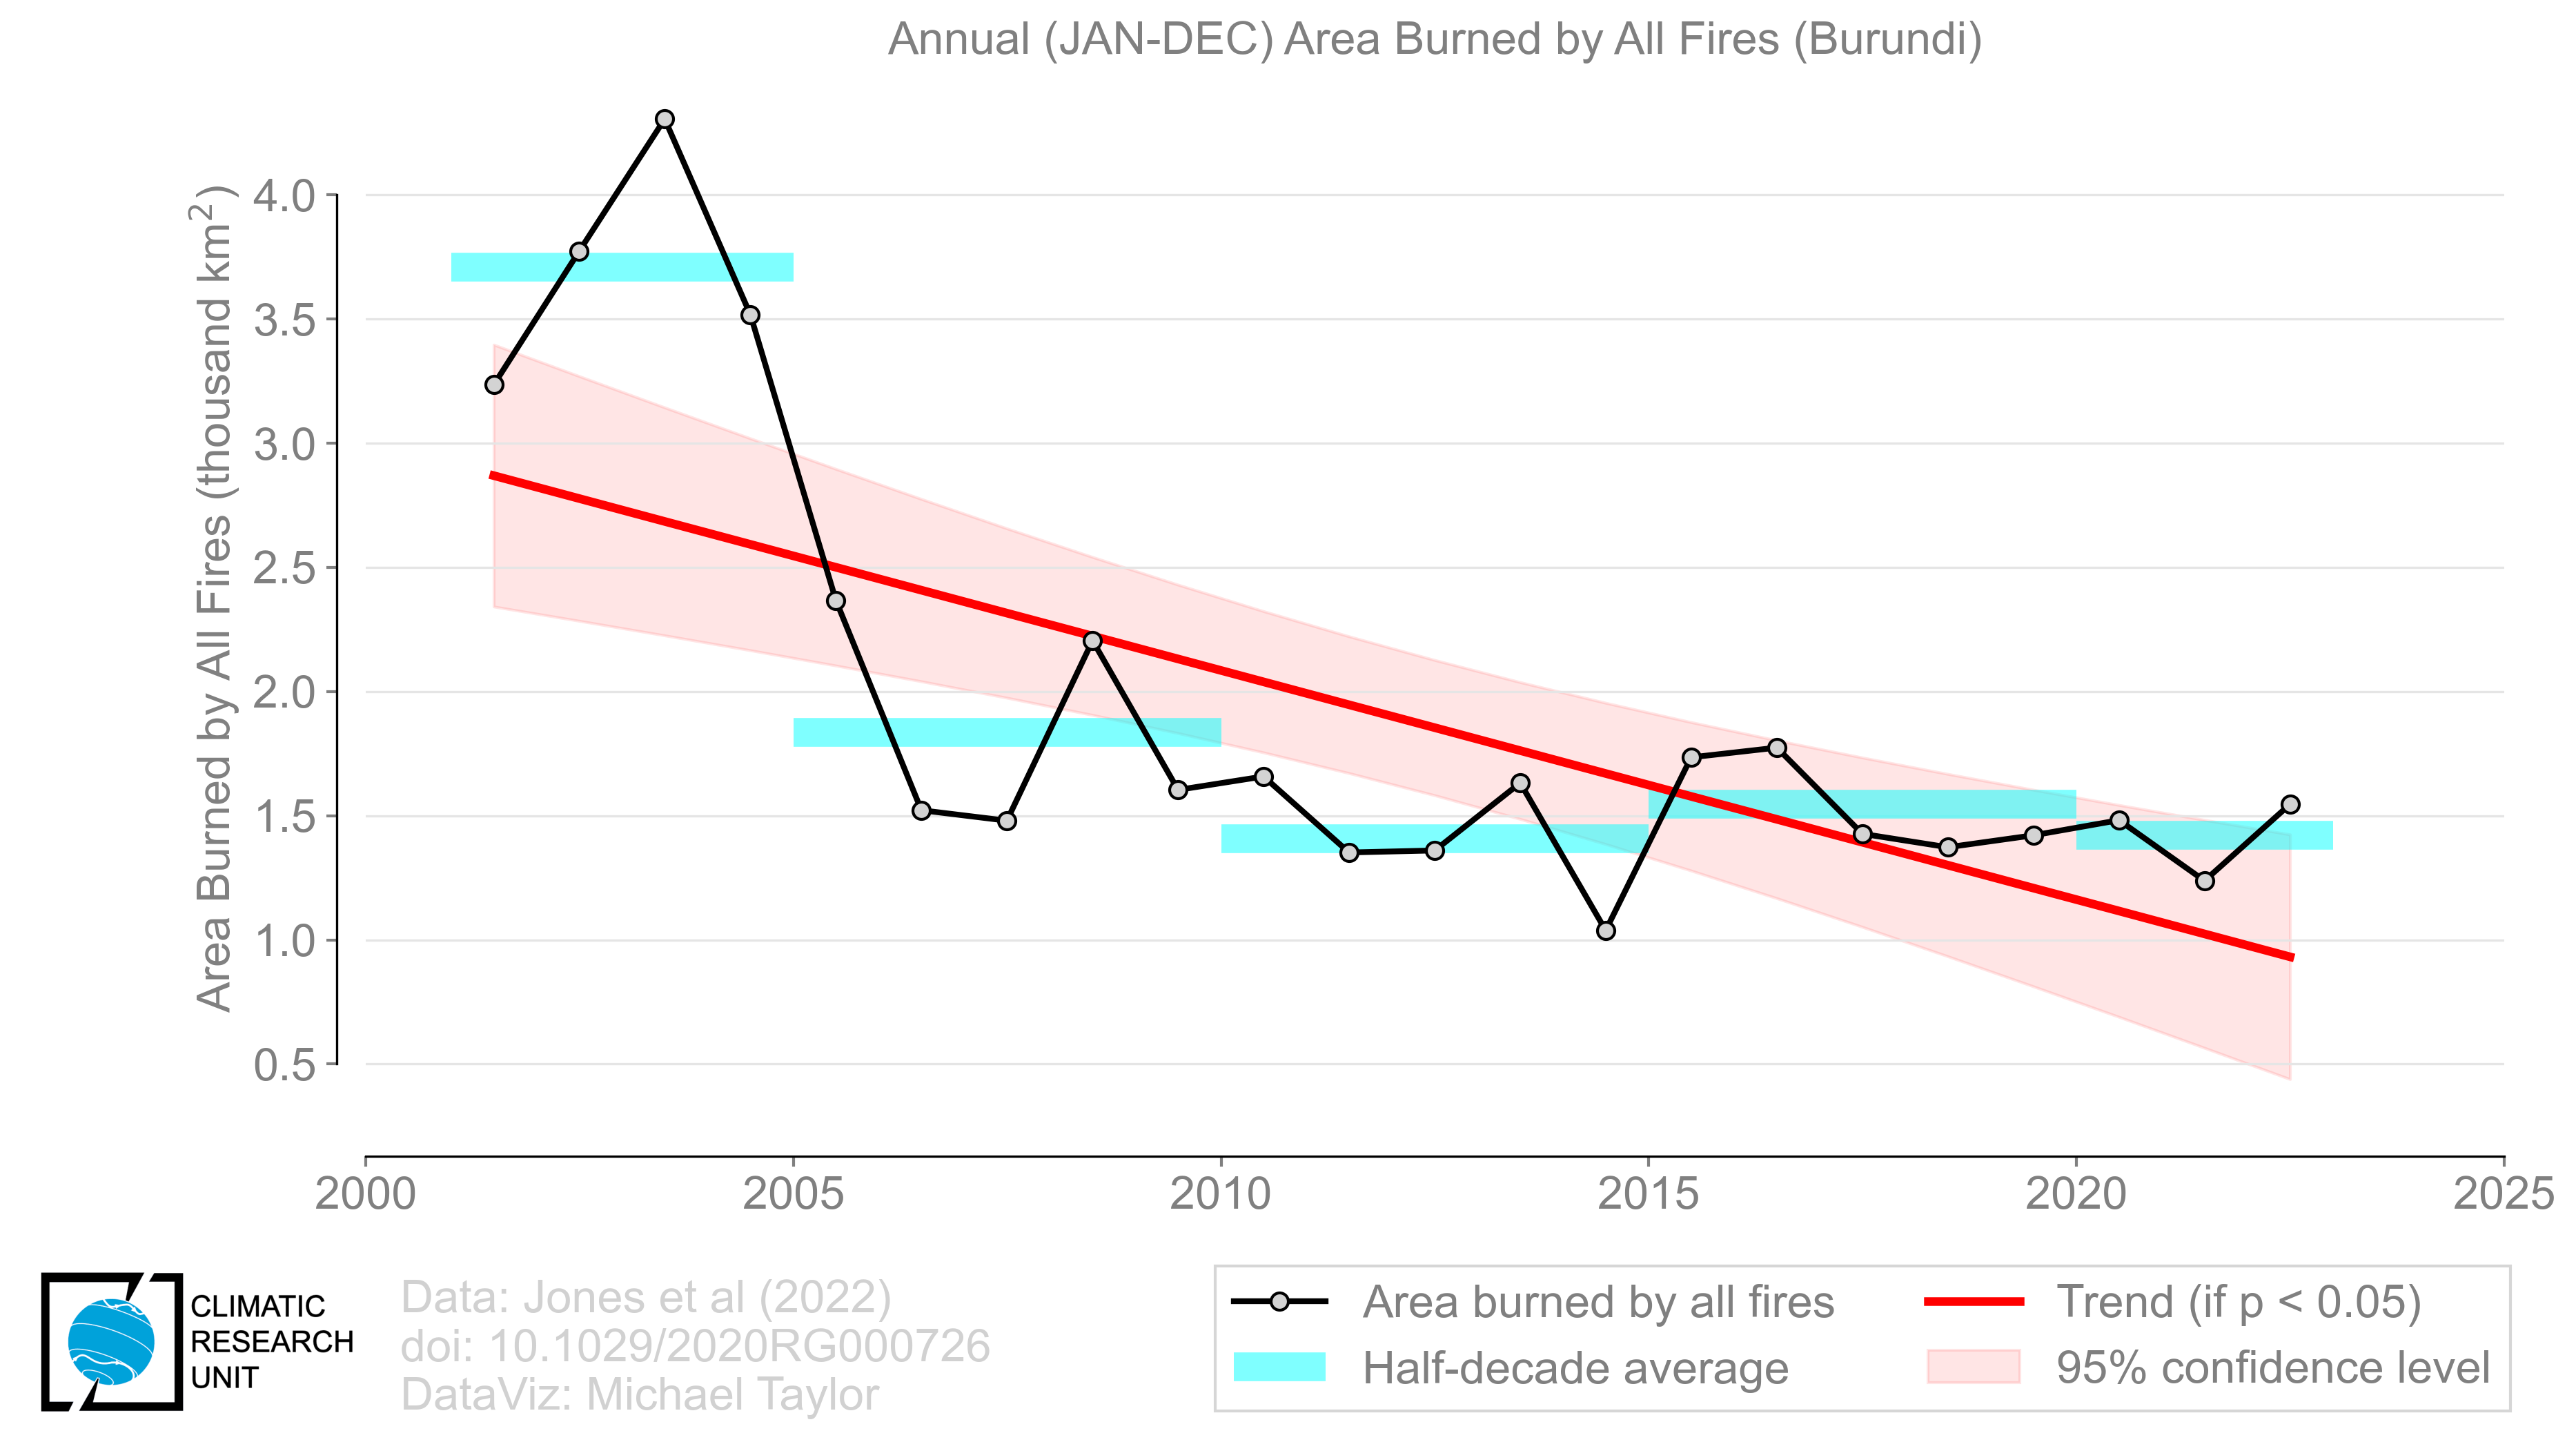 Annual (JAN-DEC) Area Burned by All Fires (Burundi)
Area Burned by All Fires (thousand km²)
4.0
3.5
3.0
2.5
2.0
1.5
1.0
0.5
2000 2005 2010 2015 2020 2025
CLIMATIC
RESEARCH
UNIT
Data: Jones et al (2022)
doi: 10.1029/2020RG000726
DataViz: Michael Taylor
Area burned by all fires
Half-decade average
Trend (if p < 0.05)
95% confidence level